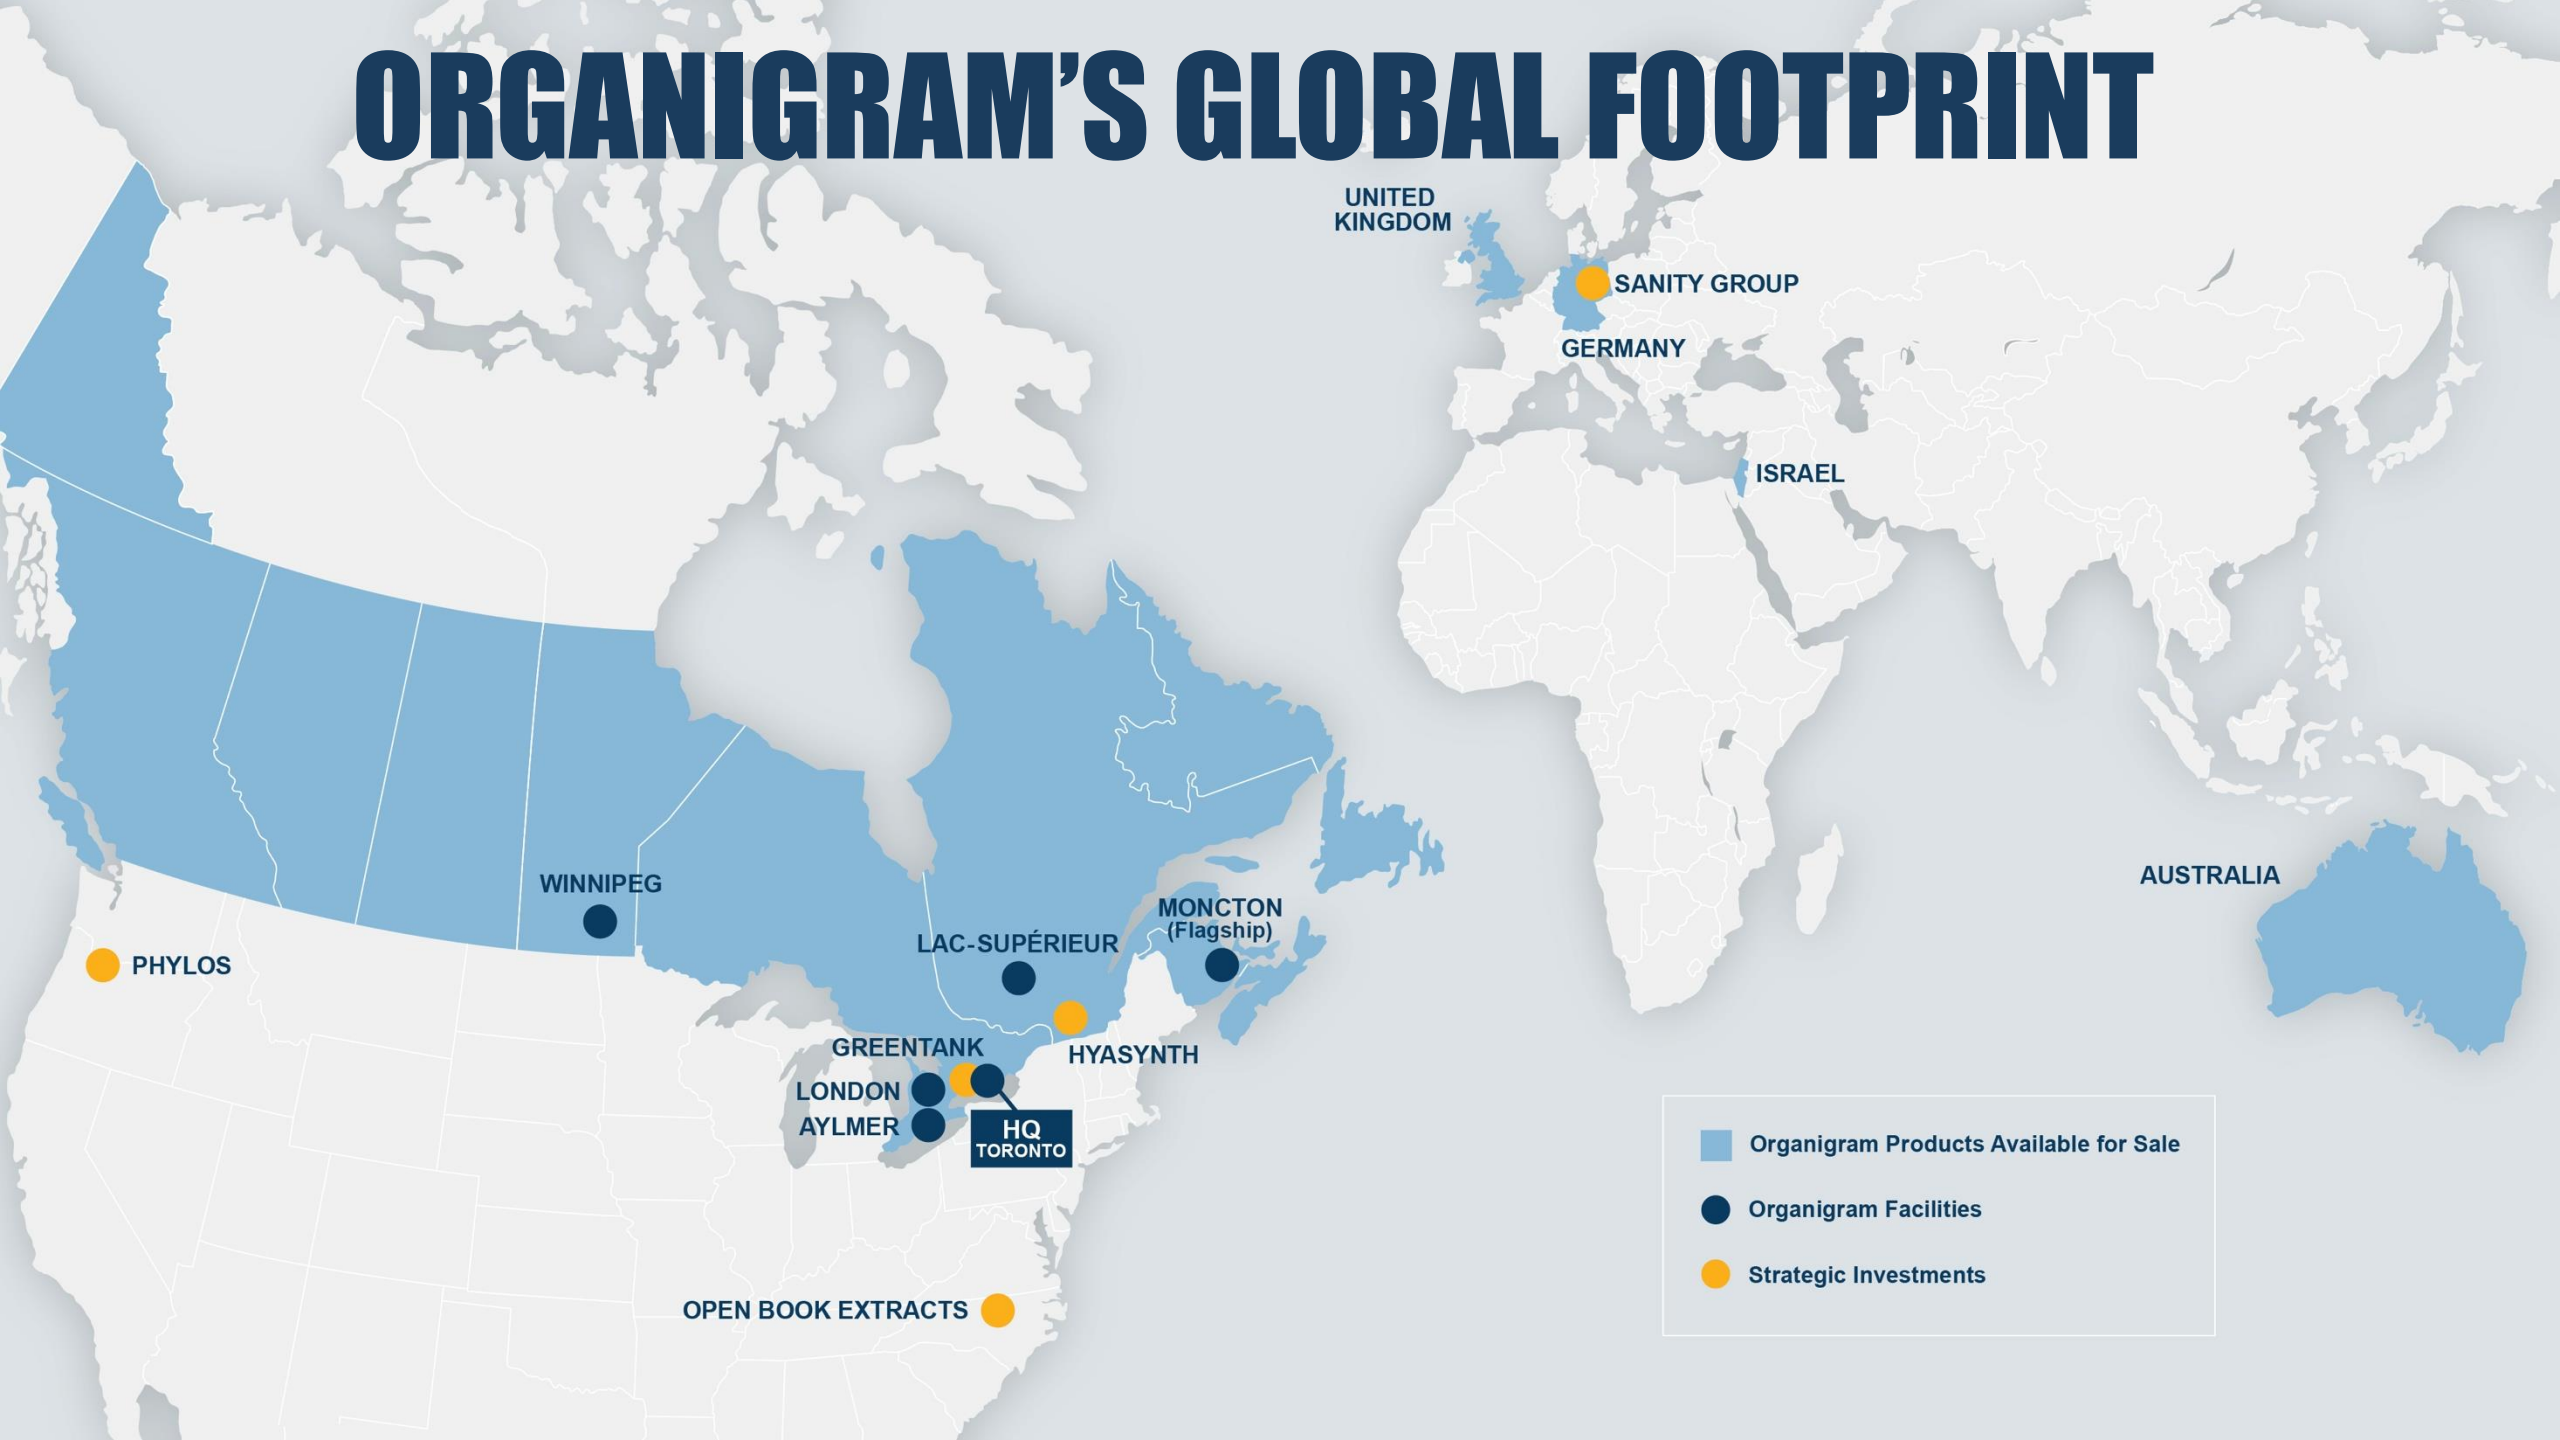 ORGANIGRAM’S GLOBAL FOOTPRINT
UNITED
KINGDOM
SANITY GROUP
GERMANY
ISRAEL
AUSTRALIA
WINNIPEG
PHYLOS
LAC-SUPÉRIEUR
MONCTON
(Flagship)
GREENTANK
HYASYNTH
LONDON
AYLMER
HQ
TORONTO
OPEN BOOK EXTRACTS
Organigram Products Available for Sale
Organigram Facilities
Strategic Investments